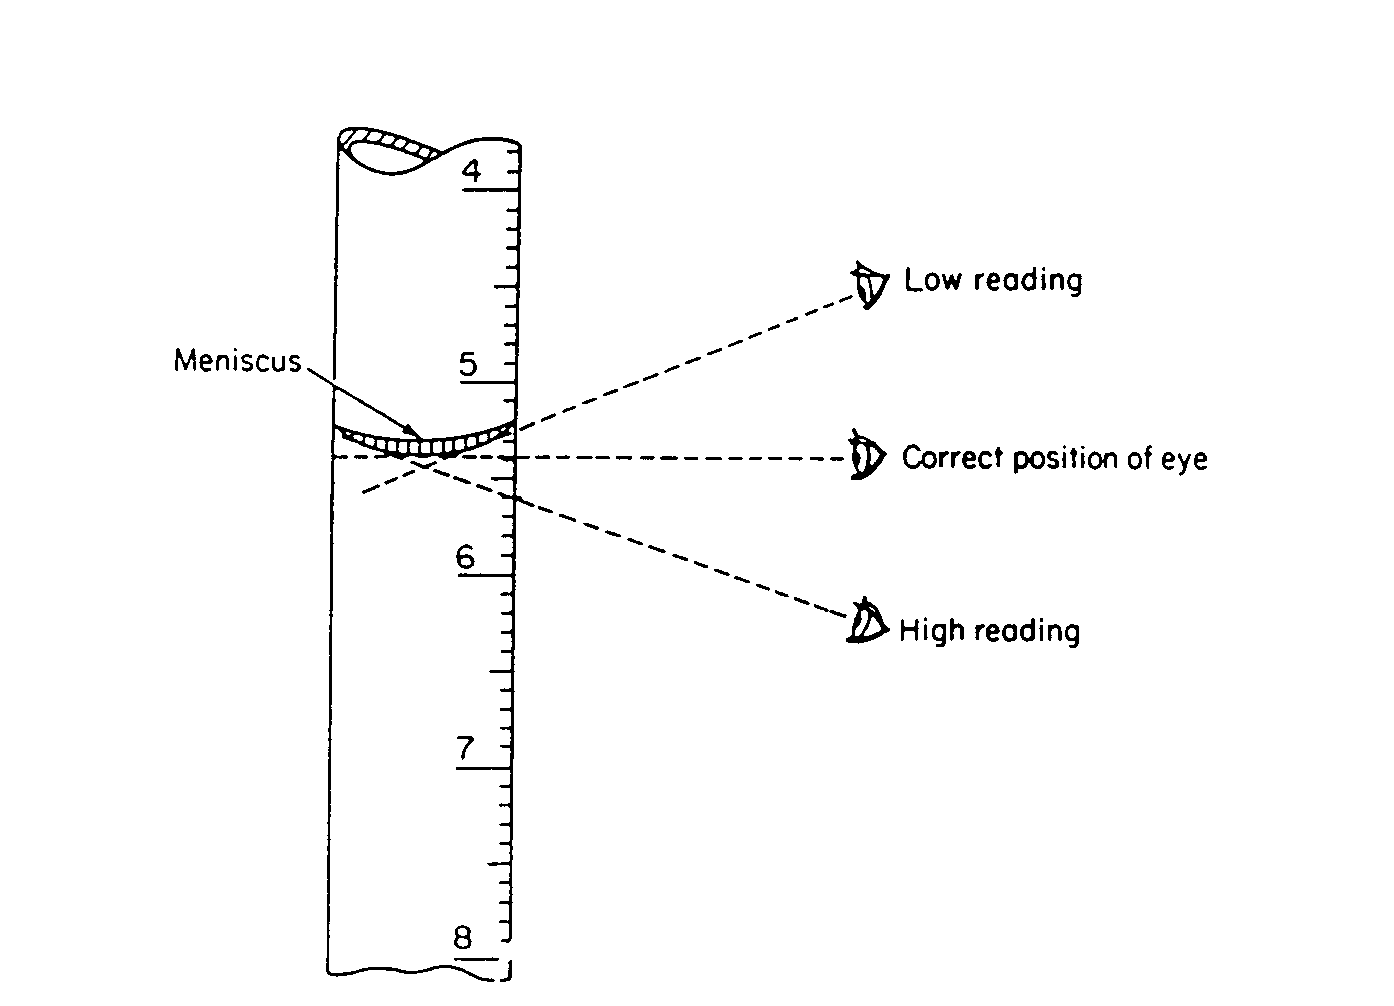 4
Low reading
Meniscus
5
Correct position of eye
6
High reading
7
8